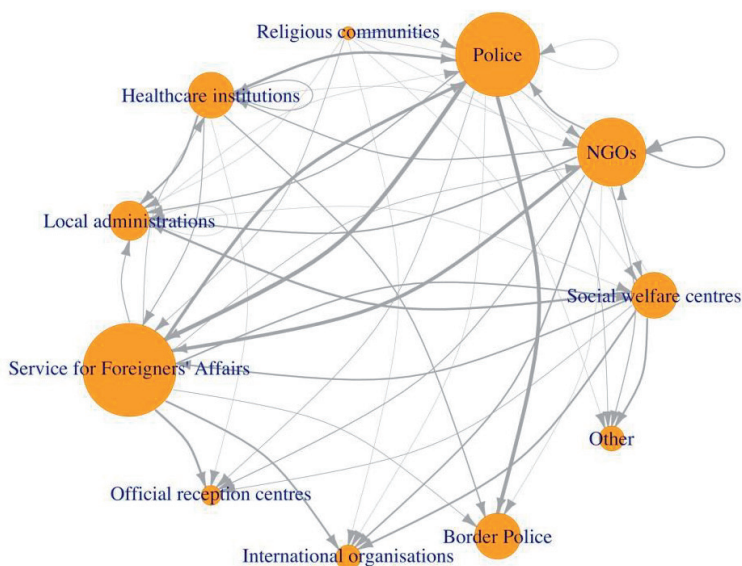 Religious communities
Police
Healthcare institutions
NGOs
Local administrations
Social welfare centres
Service for Foreigners' Affairs
Other
Official reception centres
Border Police
International organisations